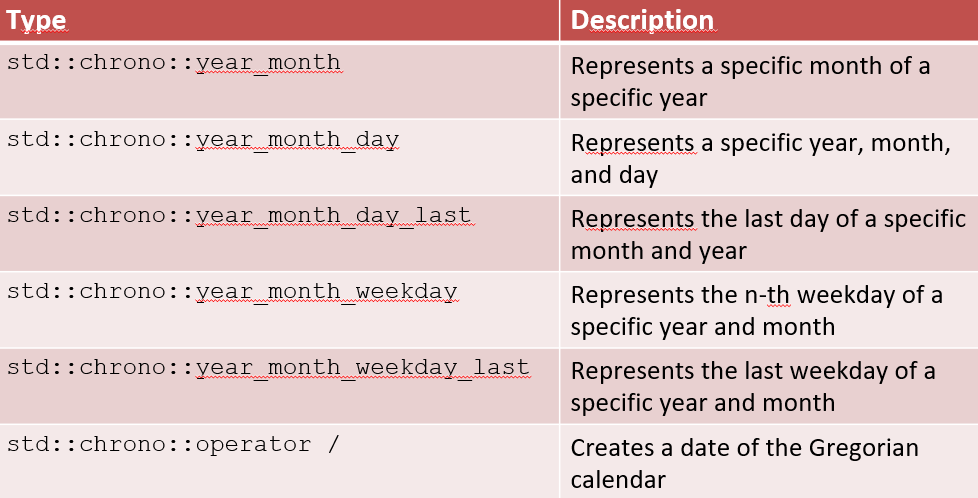 Type Description
std::chrono::year_month Represents a specific month of a
specific year
std::chrono::year_month_day Represents a specific year, month,
and day
std::chrono::year_month_day_last Represents the last day of a specific
month and year
std::chrono::year_month_weekday Represents the n-th weekday of a
specific year and month
std::chrono::year_month_weekday_last Represents the last weekday of a
specific year and month
std::chrono::operator / Creates a date of the Gregorian
calendar